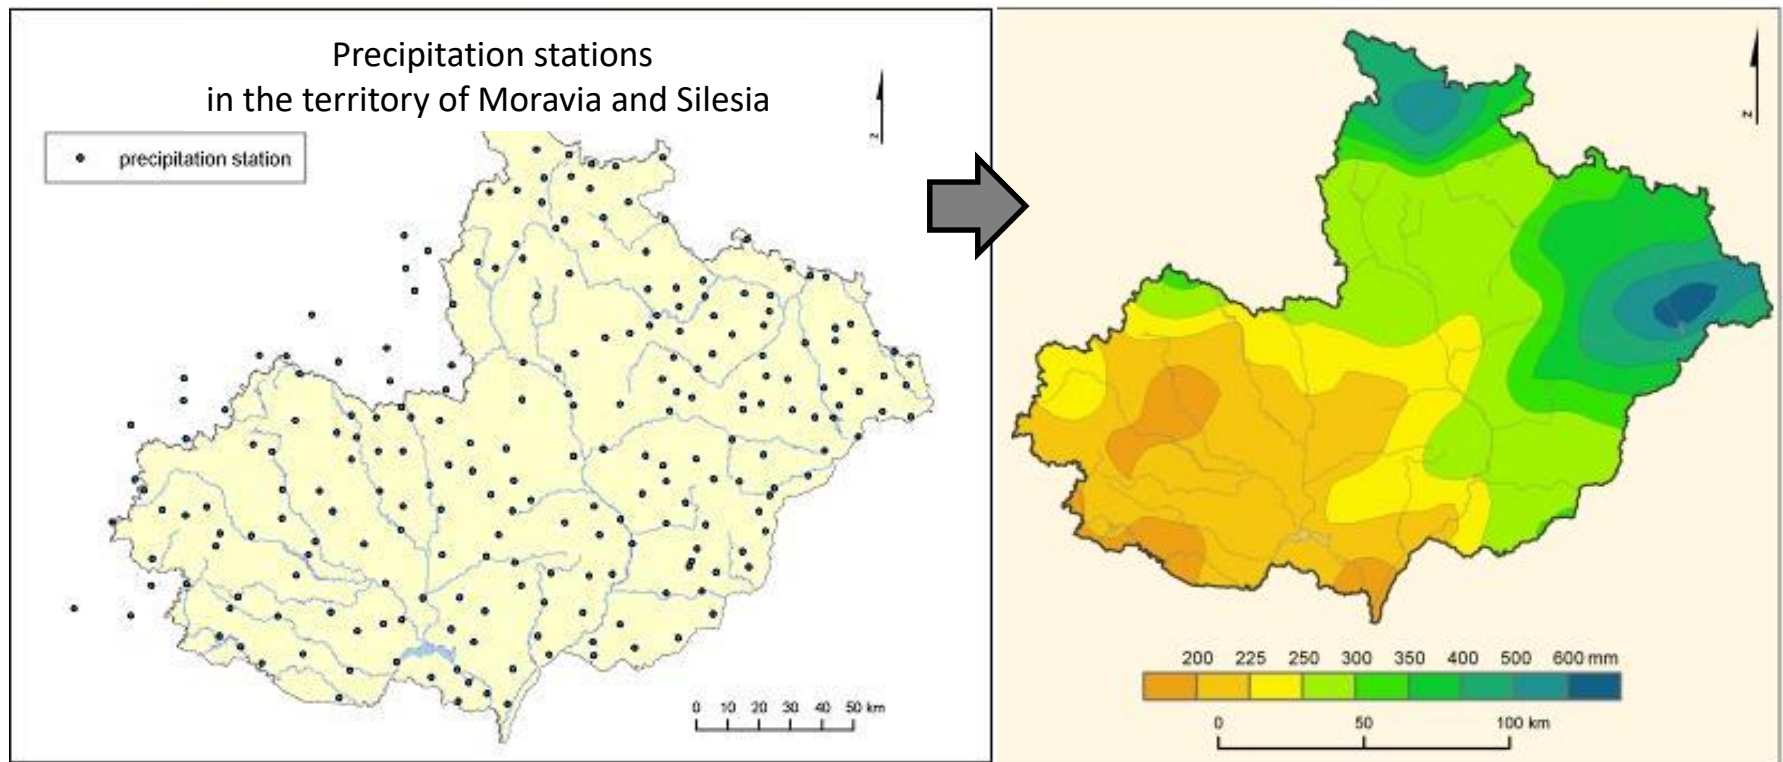 Precipitation stations
in the territory of Moravia and Silesia
N
precipitation station
0 10 20 30 40 50 km
N
200 225 250 300 350 400 500 600 mm
0 50 100 km